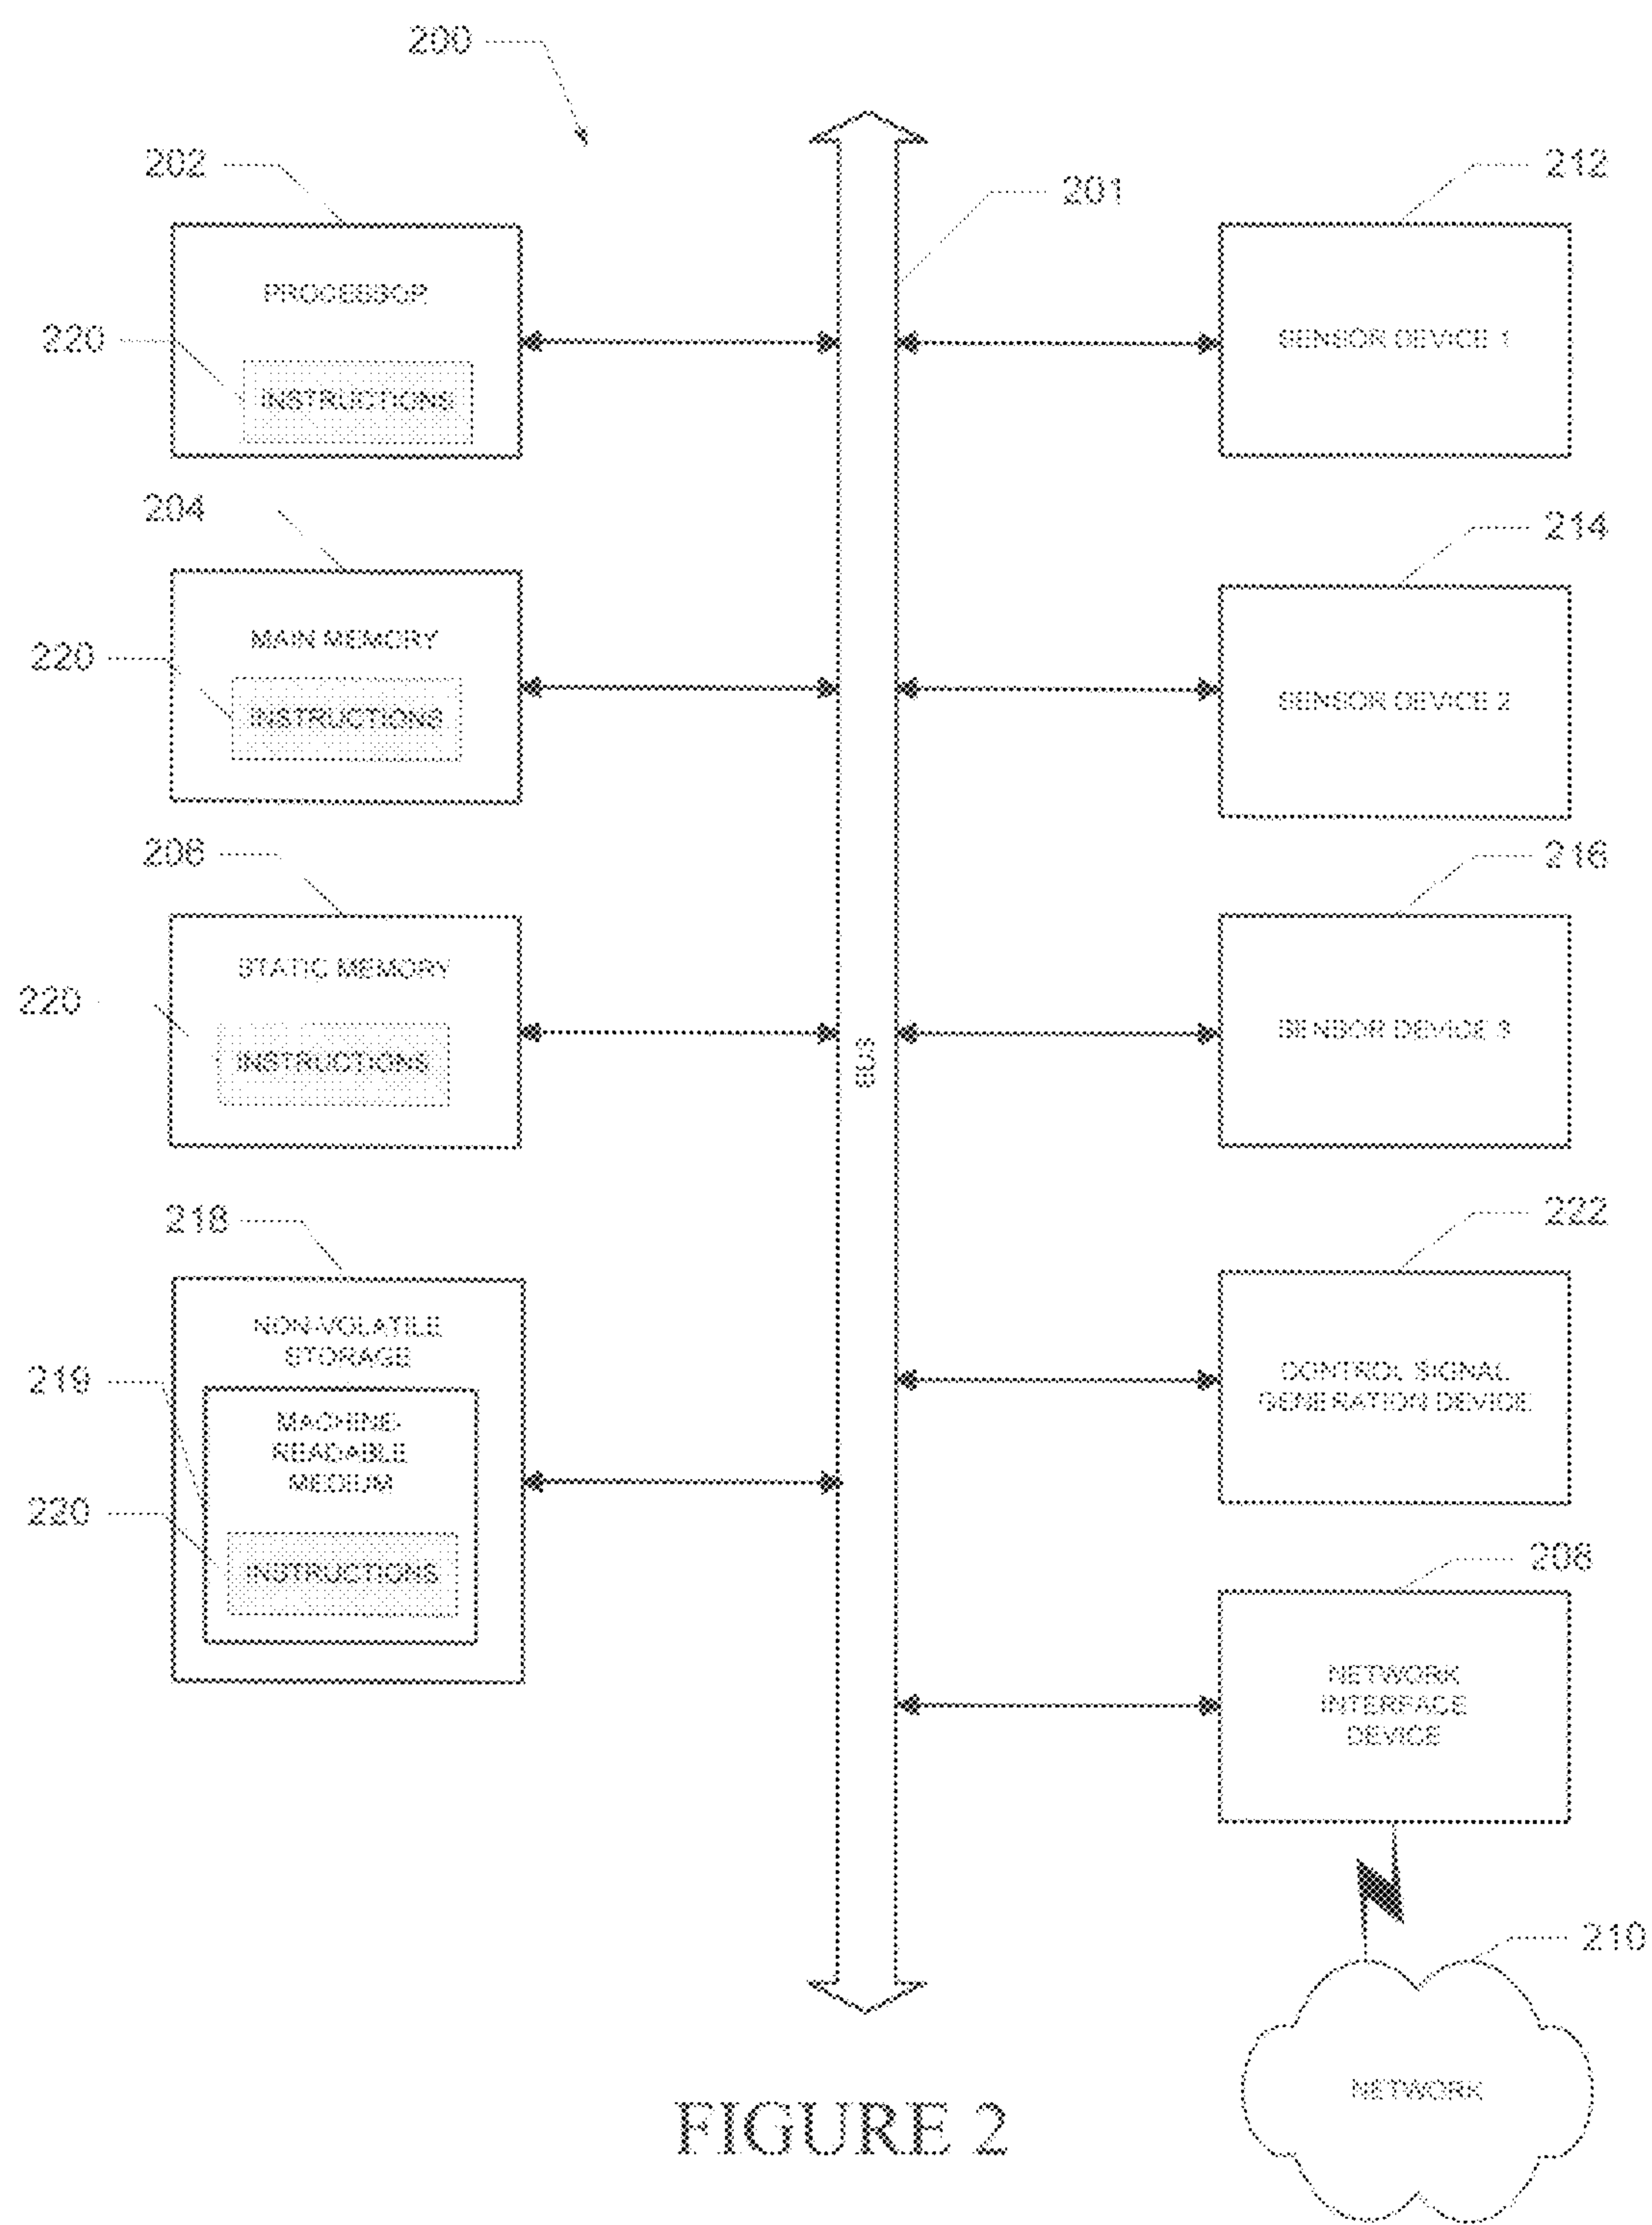 200
202
PROCESSOR
220
INSTRUCTIONS
204
MAIN MEMORY
220
INSTRUCTIONS
206
STATIC MEMORY
220
INSTRUCTIONS
218
NON-VOLATILE
STORAGE
219
MACHINE-
READABLE
MEDIUM
220
INSTRUCTIONS
201
BUS
212
SENSOR DEVICE 1
214
SENSOR DEVICE 2
216
SENSOR DEVICE 3
222
CONTROL SIGNAL
GENERATION DEVICE
208
NETWORK
INTERFACE
DEVICE
210
NETWORK
FIGURE 2